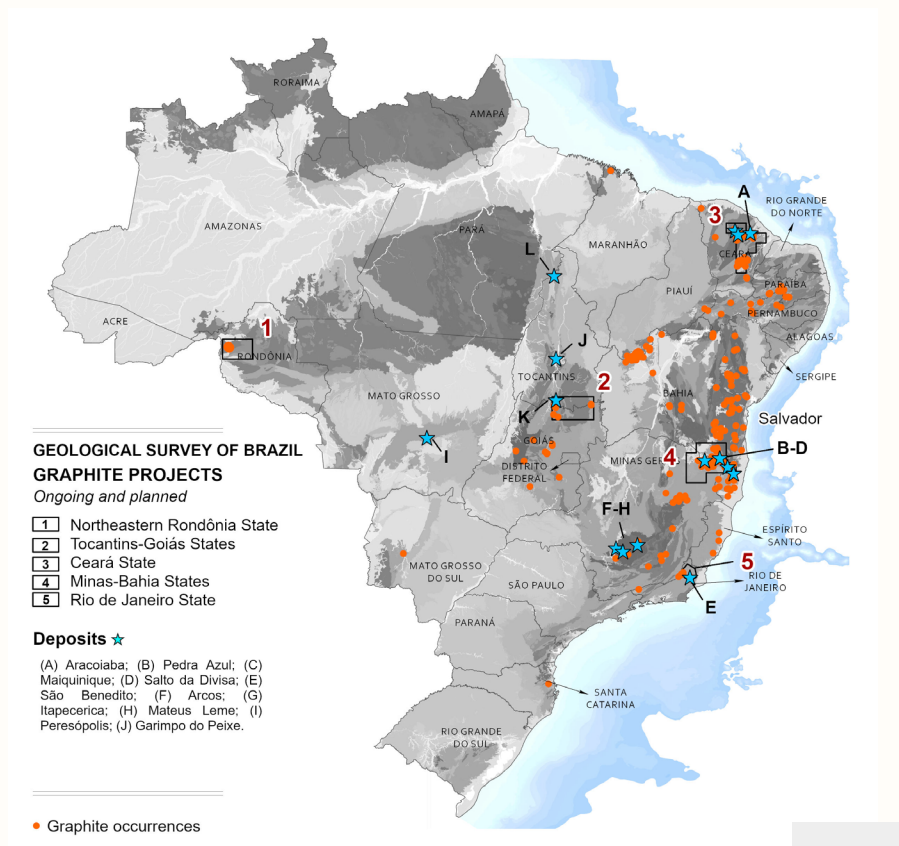 RORAIMA
AMAPÁ
A
RIO GRANDE
DO NORTE
3
AMAZONAS
PARÁ
L
MARANHÃO
CEARÁ
PIAUÍ
PARAÍBA
PERNAMBUCO
ACRE
1
RONDÔNIA
J
ALAGOAS
TOCANTINS
2
SERGIPE
MATO GROSSO
K
BAHIA
Salvador
I
GOIÁS
DISTRITO
FEDERAL
MINAS GERAIS
4
B-D
F-H
ESPÍRITO
SANTO
MATO GROSSO
DO SUL
SÃO PAULO
5
RIO DE
JANEIRO
E
PARANÁ
SANTA
CATARINA
RIO GRANDE
DO SUL
GEOLOGICAL SURVEY OF BRAZIL
GRAPHITE PROJECTS
Ongoing and planned
1 Northeastern Rondônia State
2 Tocantins-Goiás States
3 Ceará State
4 Minas-Bahia States
5 Rio de Janeiro State
Deposits
(A) Aracoiaba; (B) Pedra Azul; (C)
Maiquinique; (D) Salto da Divisa; (E)
São Benedito; (F) Arcos; (G)
Itapecerica; (H) Mateus Leme; (I)
Peresópolis; (J) Garimpo do Peixe.
Graphite occurrences